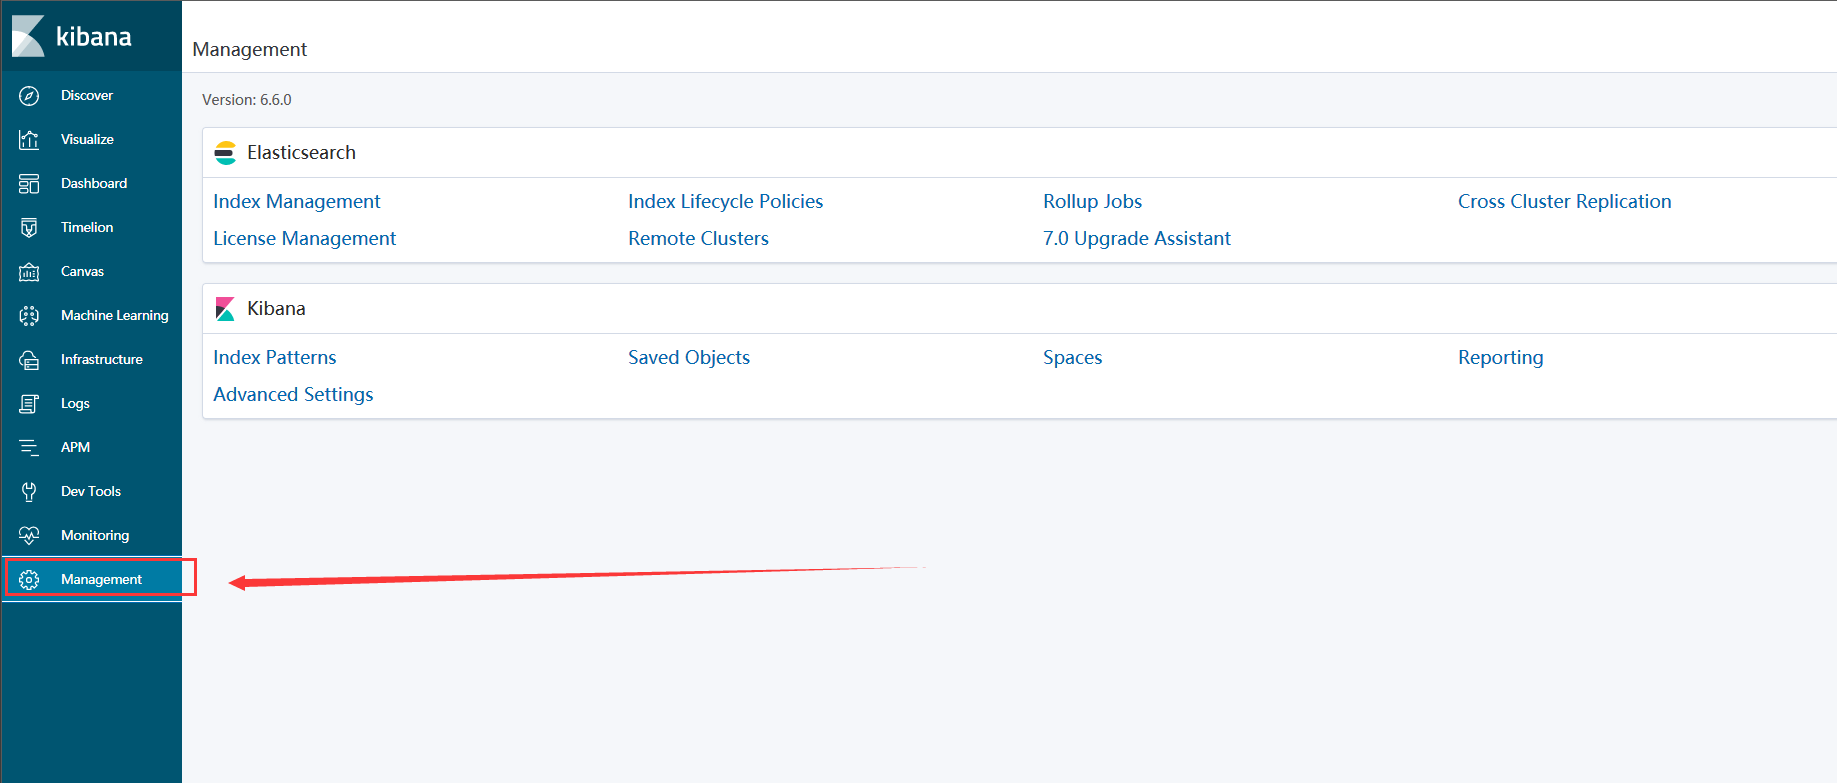 kibana
Management
Discover
Visualize
Dashboard
Timelion
Canvas
Machine Learning
Infrastructure
Logs
APM
Dev Tools
Monitoring
Management
Version: 6.6.0
Elasticsearch
Index Management Index Lifecycle Policies Rollup Jobs Cross Cluster Replication
License Management Remote Clusters 7.0 Upgrade Assistant
Kibana
Index Patterns Saved Objects Spaces Reporting
Advanced Settings